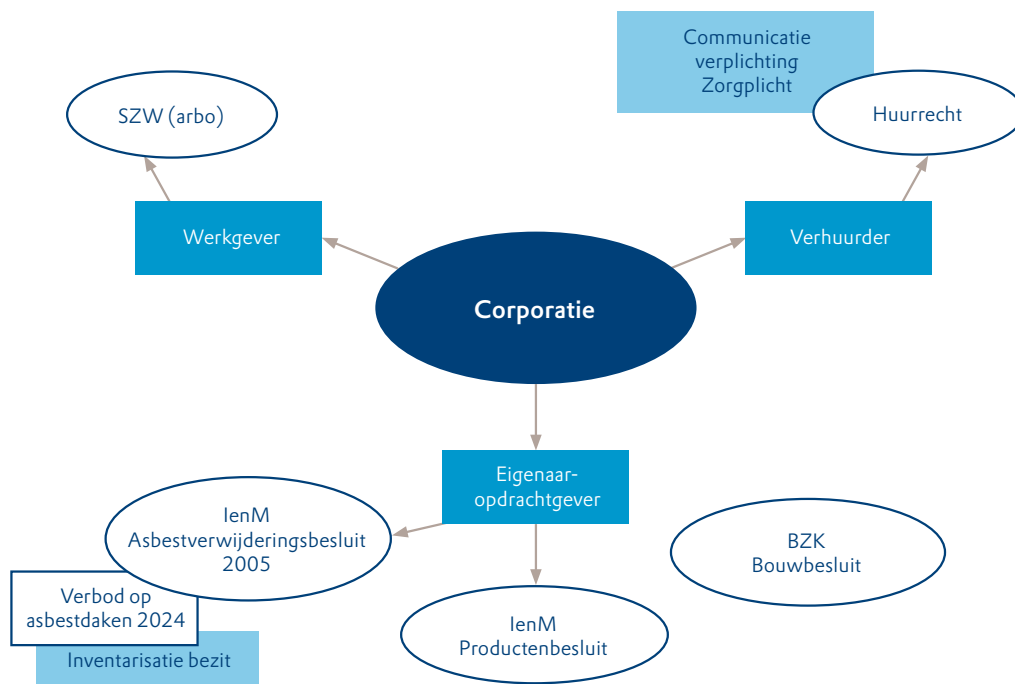 Communicatie
verplichting
Zorgplicht
SZW (arbo)
Huurrecht
Werkgever
Verhuurder
Corporatie
Eigenaar-
opdrachtgever
IenM
Asbestverwijderingsbesluit
2005
BZK
Bouwbesluit
Verbod op
asbestdaken 2024
IenM
Productenbesluit
Inventarisatie bezit